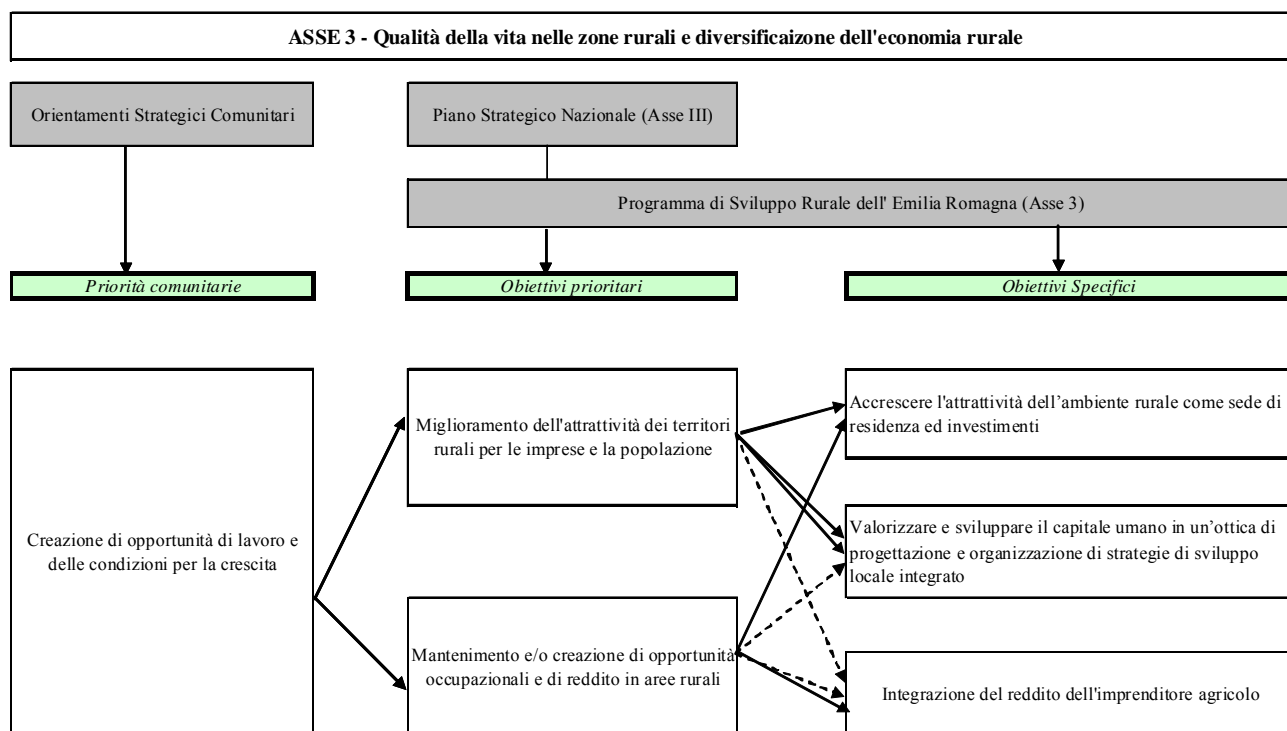 ASSE 3 - Qualità della vita nelle zone rurali e diversificaizone dell'economia rurale
Orientamenti Strategici Comunitari
Piano Strategico Nazionale (Asse III)
Programma di Sviluppo Rurale dell' Emilia Romagna (Asse 3)
Priorità comunitarie
Obiettivi prioritari
Obiettivi Specifici
Creazione di opportunità di lavoro e
delle condizioni per la crescita
Miglioramento dell'attrattività dei territori
rurali per le imprese e la popolazione
Mantenimento e/o creazione di opportunità
occupazionali e di reddito in aree rurali
Accrescere l'attrattività dell’ambiente rurale come sede di
residenza ed investimenti
Valorizzare e sviluppare il capitale umano in un’ottica di
progettazione e organizzazione di strategie di sviluppo
locale integrato
Integrazione del reddito dell'imprenditore agricolo